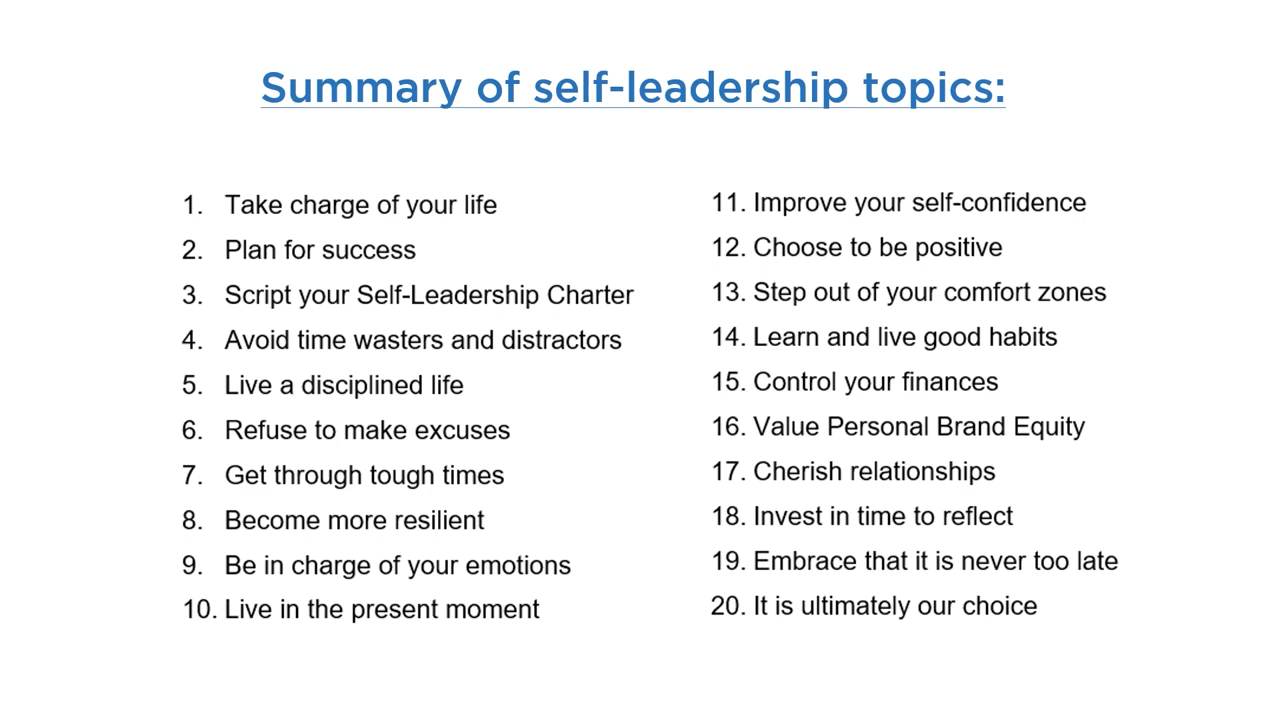 Summary of self-leadership topics:
1. Take charge of your life
2. Plan for success
3. Script your Self-Leadership Charter
4. Avoid time wasters and distractors
5. Live a disciplined life
6. Refuse to make excuses
7. Get through tough times
8. Become more resilient
9. Be in charge of your emotions
10. Live in the present moment
11. Improve your self-confidence
12. Choose to be positive
13. Step out of your comfort zones
14. Learn and live good habits
15. Control your finances
16. Value Personal Brand Equity
17. Cherish relationships
18. Invest in time to reflect
19. Embrace that it is never too late
20. It is ultimately our choice